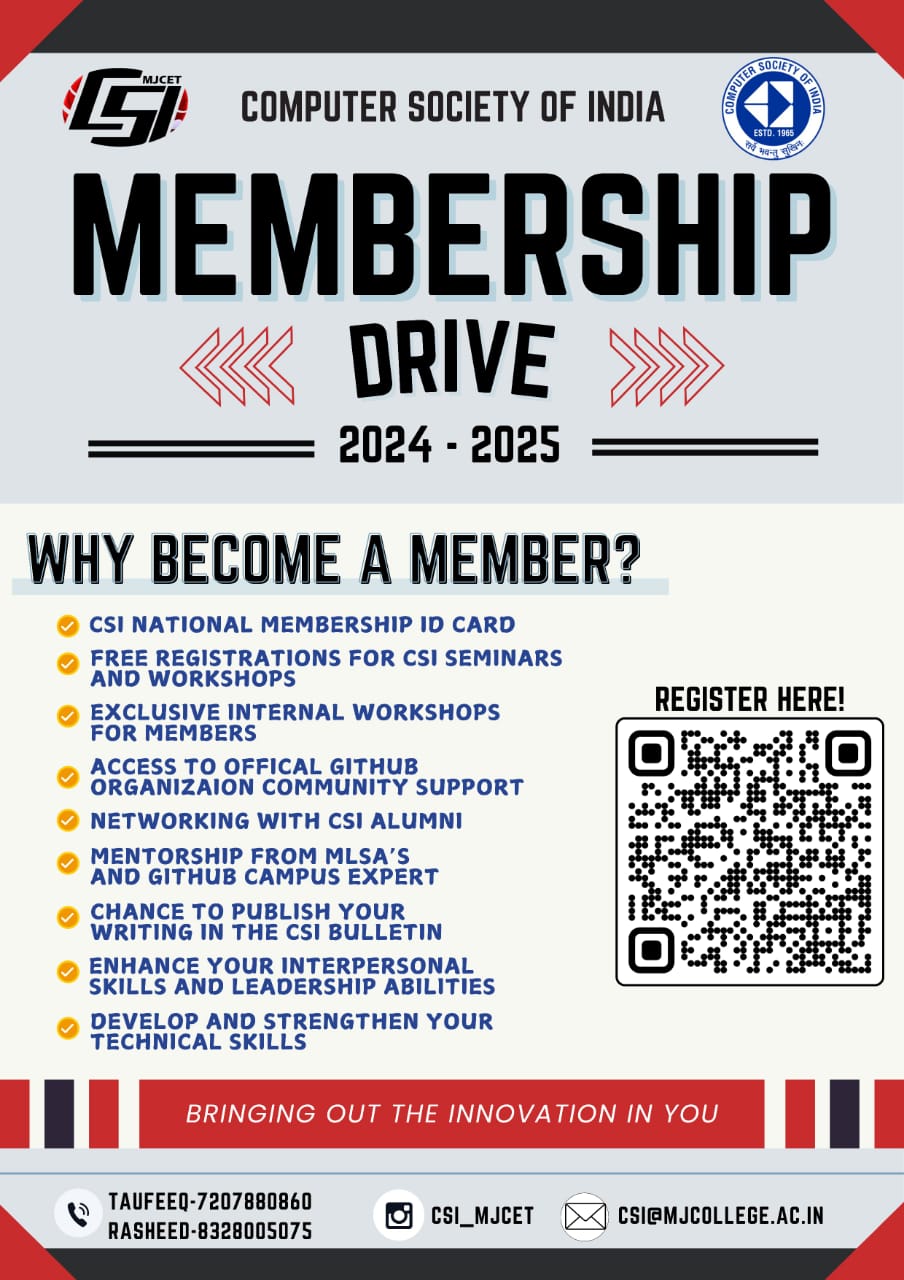 MJCET
CSI
COMPUTER SOCIETY OF INDIA
COMPUTER SOCIETY OF INDIA
ESTD. 1965
सर्वे भवन्तु सुखिनः
MEMBERSHIP
DRIVE
2024 - 2025
WHY BECOME A MEMBER?
CSI NATIONAL MEMBERSHIP ID CARD
FREE REGISTRATIONS FOR CSI SEMINARS
AND WORKSHOPS
EXCLUSIVE INTERNAL WORKSHOPS
FOR MEMBERS
ACCESS TO OFFICAL GITHUB
ORGANIZAION COMMUNITY SUPPORT
NETWORKING WITH CSI ALUMNI
MENTORSHIP FROM MLSA'S
AND GITHUB CAMPUS EXPERT
CHANCE TO PUBLISH YOUR
WRITING IN THE CSI BULLETIN
ENHANCE YOUR INTERPERSONAL
SKILLS AND LEADERSHIP ABILITIES
DEVELOP AND STRENGTHEN YOUR
TECHNICAL SKILLS
REGISTER HERE!
BRINGING OUT THE INNOVATION IN YOU
TAUFEEQ-7207880860
RASHEED-8328005075
CSI_MJCET
CSI@MJCOLLEGE.AC.IN